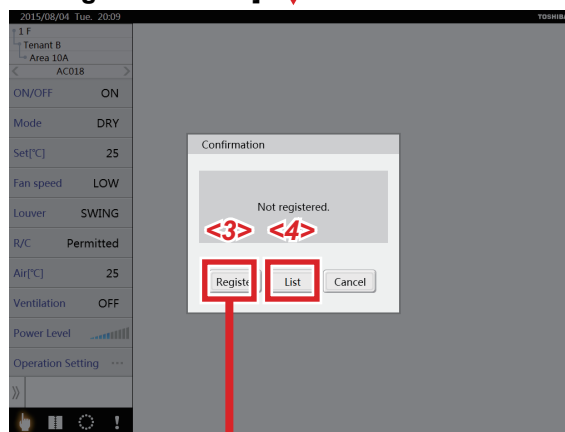 2015/08/04 Tue. 20:09
TOSHIBA
1 F
Tenant B
Area 10A
< AC018 >
ON/OFF ON
Mode DRY
Set[℃] 25
Fan speed LOW
Louver SWING
R/C Permitted
Air[℃] 25
Ventilation OFF
Power Level
Operation Setting ...
Confirmation
Not registered.
<3> <4>
Register List Cancel